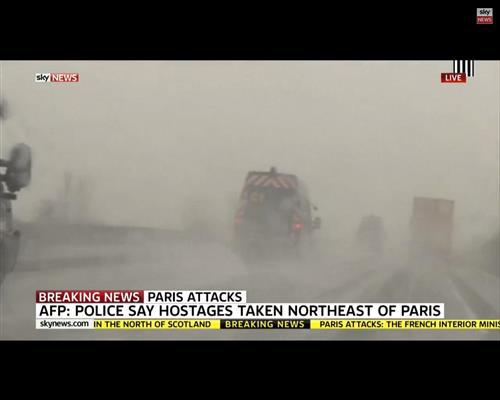 sky NEWS
sky NEWS
LIVE
BREAKING NEWS PARIS ATTACKS
AFP: POLICE SAY HOSTAGES TAKEN NORTHEAST OF PARIS
skynews.com IN THE NORTH OF SCOTLAND BREAKING NEWS PARIS ATTACKS: THE FRENCH INTERIOR MINIS